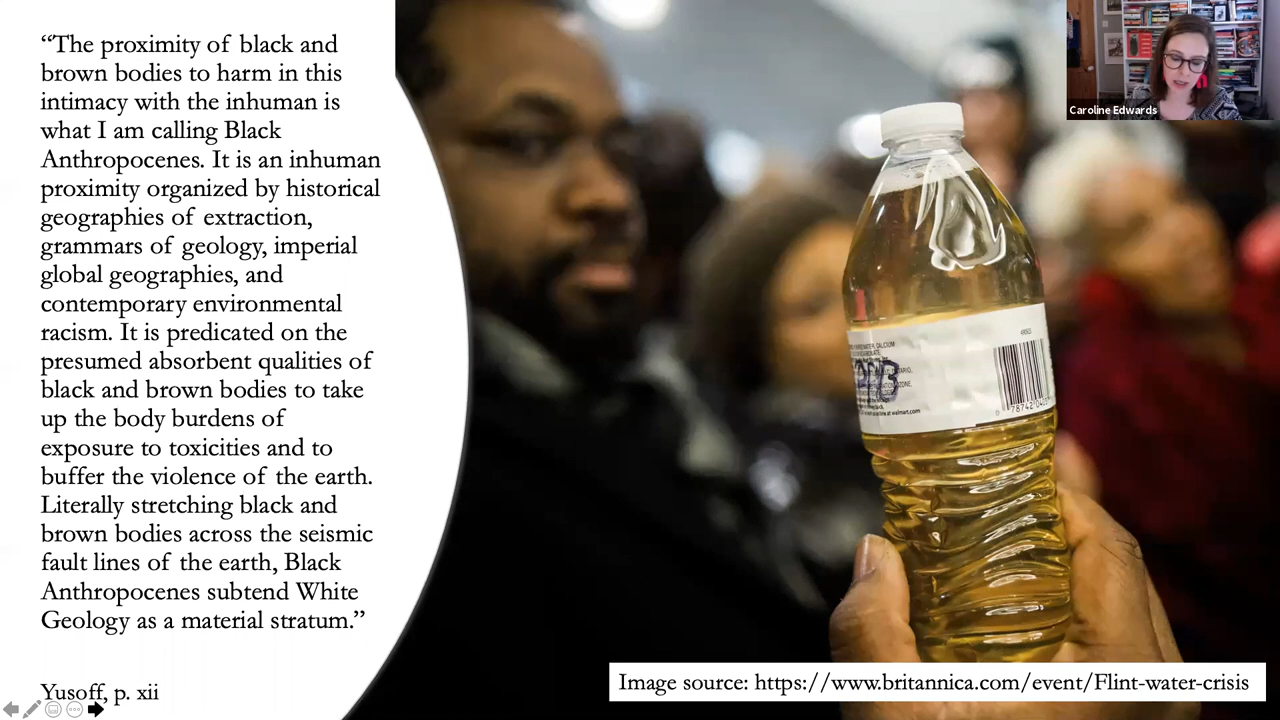 “The proximity of black and
brown bodies to harm in this
intimacy with the inhuman is
what I am calling Black
Anthropocenes. It is an inhuman
proximity organized by historical
geographies of extraction,
grammars of geology, imperial
global geographies, and
contemporary environmental
racism. It is predicated on the
presumed absorbent qualities of
black and brown bodies to take
up the body burdens of
exposure to toxicities and to
buffer the violence of the earth.
Literally stretching black and
brown bodies across the seismic
fault lines of the earth, Black
Anthropocenes subtend White
Geology as a material stratum.”
Yusoff, p. xii
Caroline Edwards
CALCIUM
ZONE.
at walmart.com
Image source: https://www.britannica.com/event/Flint-water-crisis